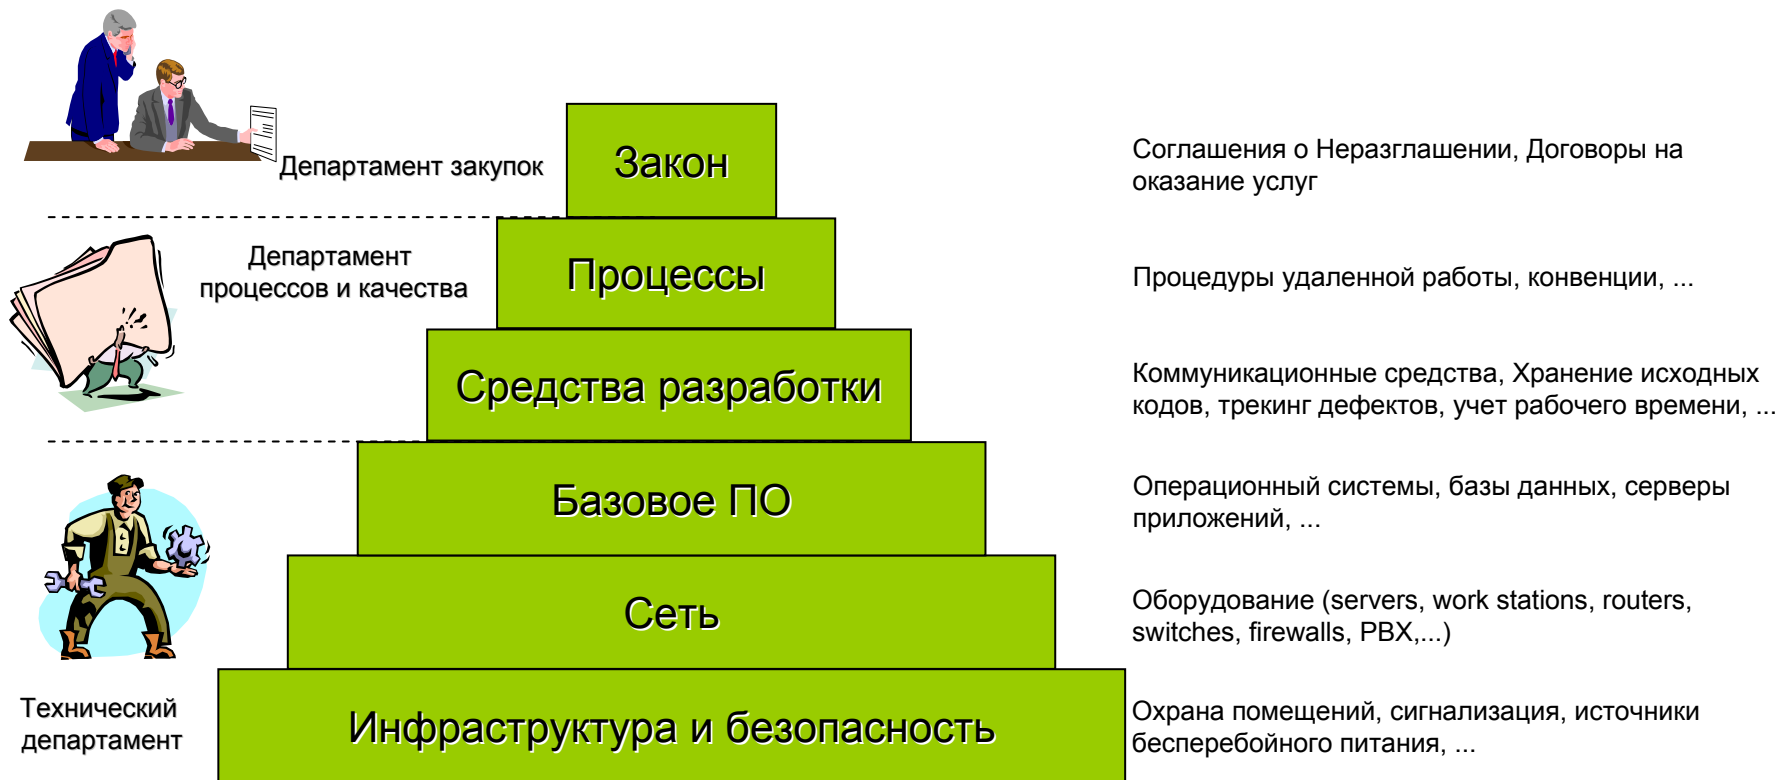 Департамент закупок
Закон
Соглашения о Неразглашении, Договоры на
оказание услуг
Департамент
процессов и качества
Процессы
Процедуры удаленной работы, конвенции, ...
Средства разработки
Коммуникационные средства, Хранение исходных
кодов, трекинг дефектов, учет рабочего времени, ...
Базовое ПО
Операционный системы, базы данных, серверы
приложений, ...
Сеть
Оборудование (servers, work stations, routers,
switches, firewalls, PBX,...)
Технический
департамент
Инфраструктура и безопасность
Охрана помещений, сигнализация, источники
бесперебойного питания, ...